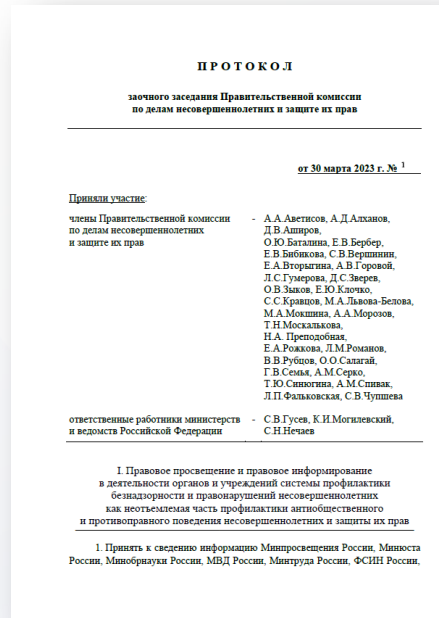 П Р О Т О К О Л
заочного заседания Правительственной комиссии
по делам несовершеннолетних и защите их прав
от 30 марта 2023 г. № 1
Приняли участие:
члены Правительственной комиссии - А.А.Аветисов, А.Д.Алханов,
по делам несовершеннолетних Д.В.Аширов,
и защите их прав О.Ю.Баталина, Е.В.Бербер,
Е.В.Бибикова, С.В.Вершинин,
Е.А.Вторыгина, А.В.Горовой,
Л.С.Гумерова, Д.С.Зверев,
О.В.Зыков, Е.Ю.Клочко,
С.С.Кравцов, М.А.Львова-Белова,
М.А.Мокшина, А.А.Морозов,
Т.Н.Москалькова,
Н.А. Преподобная,
Е.А.Рожкова, Л.М.Романов,
В.В.Рубцов, О.О.Салагай,
Г.В.Семья, А.М.Серко,
Т.Ю.Синюгина, А.М.Спивак,
Л.П.Фальковская, С.В.Чупшева
ответственные работники министерств - С.В.Гусев, К.И.Могилевский,
и ведомств Российской Федерации С.Н.Нечаев
I. Правовое просвещение и правовое информирование
в деятельности органов и учреждений системы профилактики
безнадзорности и правонарушений несовершеннолетних
как неотъемлемая часть профилактики антиобщественного
и противоправного поведения несовершеннолетних и защиты их прав
1. Принять к сведению информацию Минпросвещения России, Минюста
России, Минобрнауки России, МВД России, Минтруда России, ФСИН России,